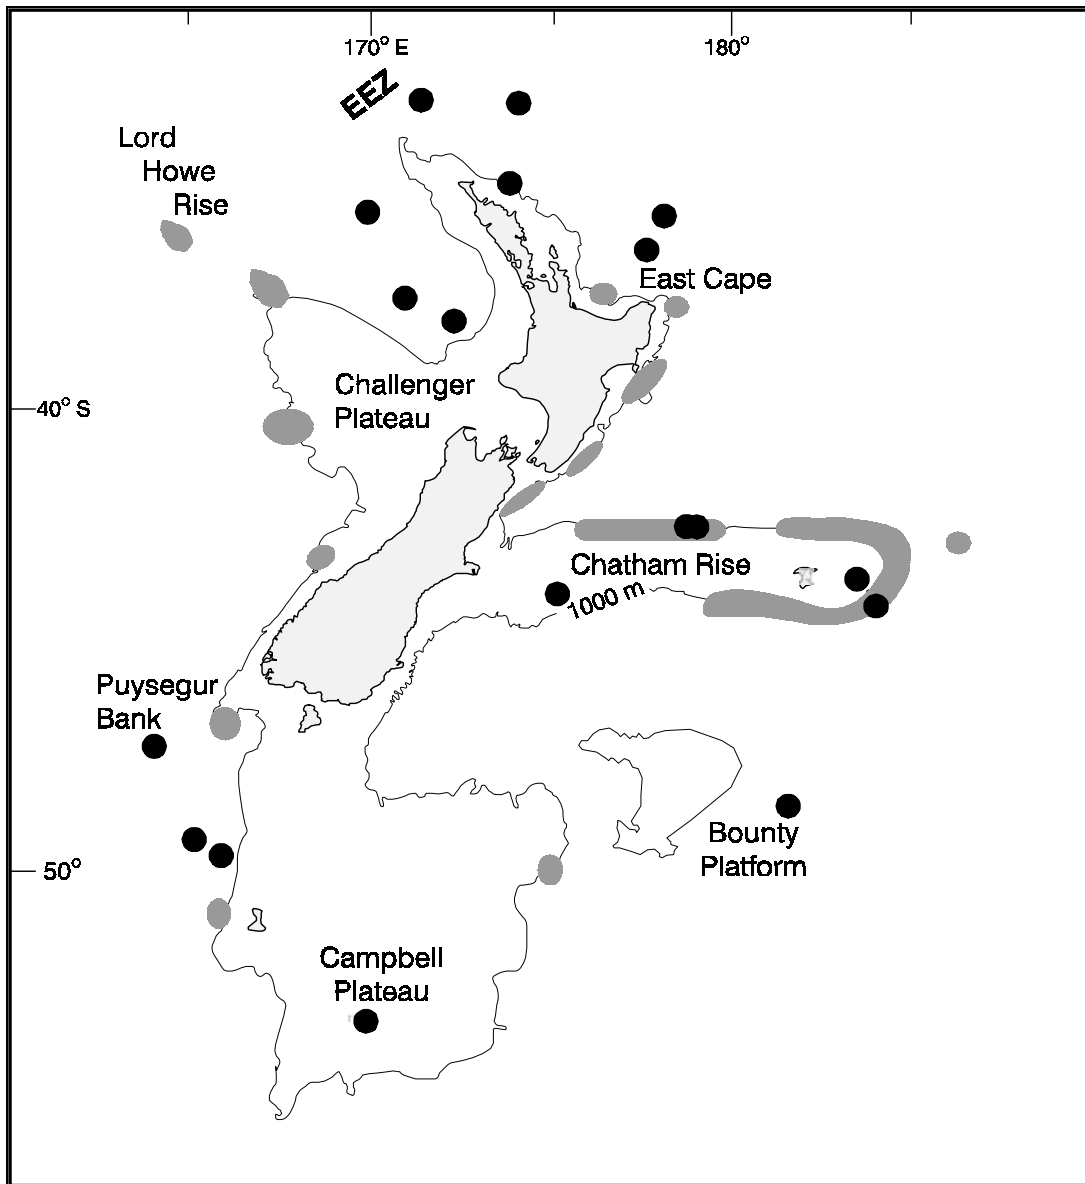 170° E
180°
EEZ
Lord
Howe
Rise
East Cape
Challenger
Plateau
40° S
Chatham Rise
1000 m
Puysegur
Bank
Bounty
Platform
50°
Campbell
Plateau